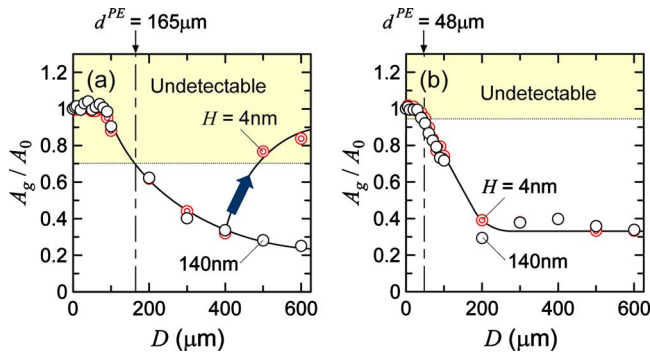 d^PE = 165μm
d^PE = 48μm
(a)
Undetectable
H = 4nm
140nm
A_g / A_0
1.2
1
0.8
0.6
0.4
0.2
0
0 200 400 600
D (μm)
(b)
Undetectable
H = 4nm
140nm
A_g / A_0
1.2
1
0.8
0.6
0.4
0.2
0
0 200 400 600
D (μm)